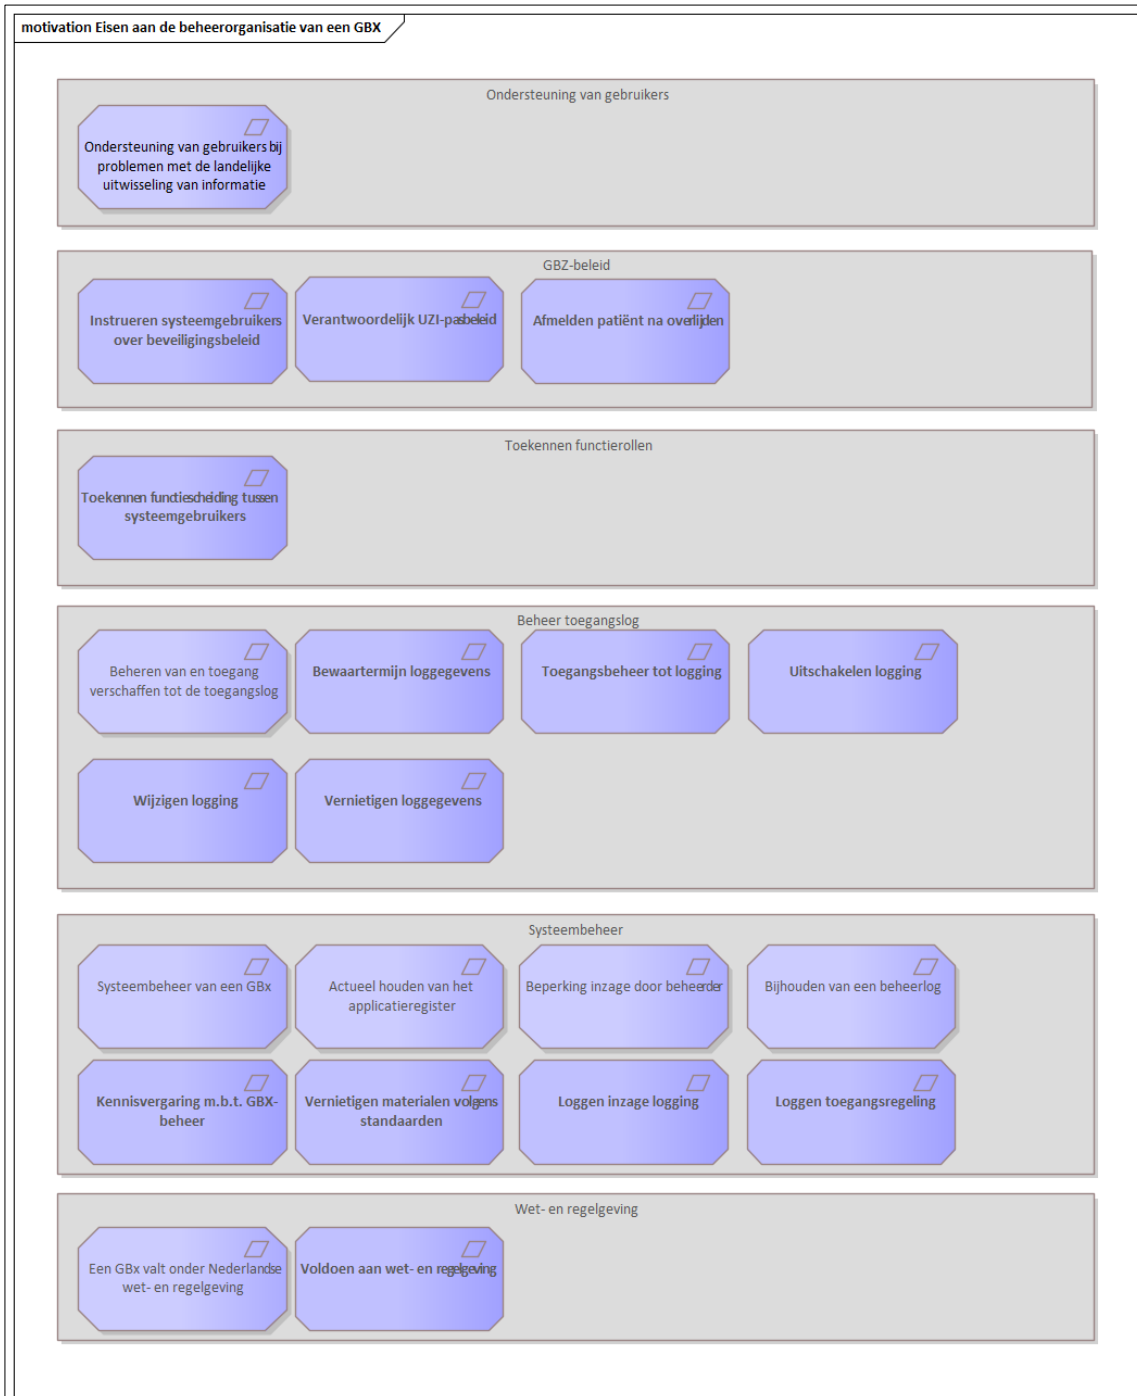 motivation Eisen aan de beheerorganisatie van een GBX
Ondersteuning van gebruikers
Ondersteuning van gebruikers bij
problemen met de landelijke
uitwisseling van informatie
GBZ-beleid
Instrueren systeemgebruikers
over beveiligingsbeleid
Verantwoordelijk UZI-pasbeleid
Afmelden patiënt na overlijden
Toekennen functierollen
Toekennen functiescheiding tussen
systeemgebruikers
Beheer toegangslog
Beheren van en toegang
verschaffen tot de toegangslog
Bewaartermijn loggegevens
Toegangsbeheer tot logging
Uitschakelen logging
Wijzigen logging
Vernietigen loggegevens
Systeembeheer
Systeembeheer van een GBx
Actueel houden van het
applicatieregister
Beperking inzage door beheerder
Bijhouden van een beheerlog
Kennisvergaring m.b.t. GBX-
beheer
Vernietigen materialen volgens
standaarden
Loggen inzage logging
Loggen toegangsregeling
Wet- en regelgeving
Een GBx valt onder Nederlandse
wet- en regelgeving
Voldoen aan wet- en regelgeving